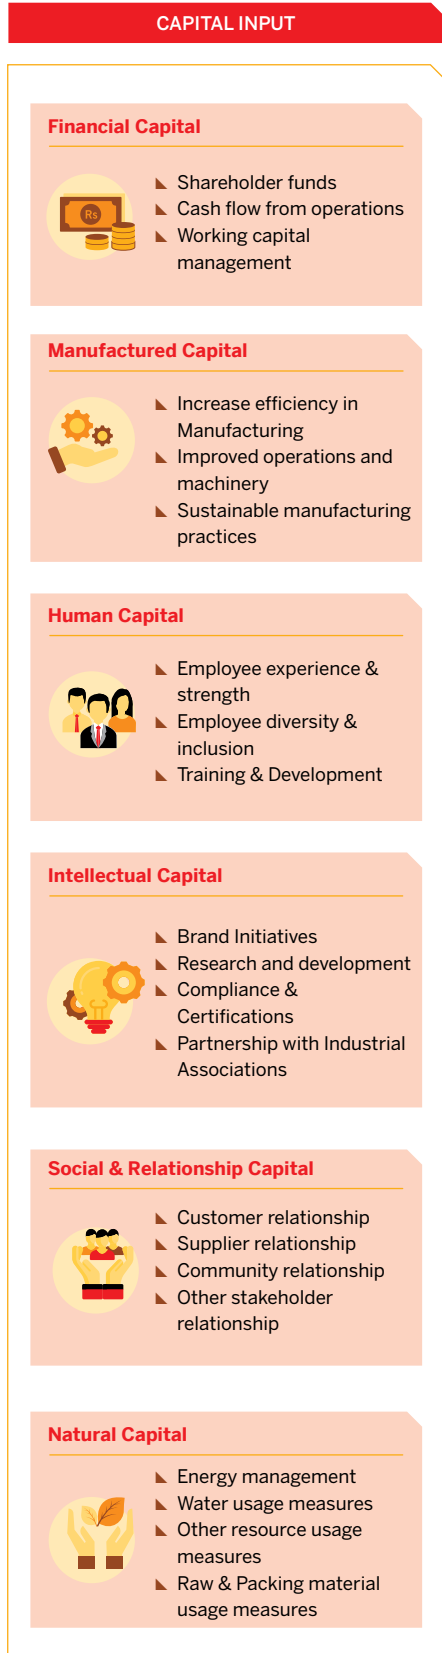 CAPITAL INPUT
Financial Capital
Rs
Shareholder funds
Cash flow from operations
Working capital
management
Manufactured Capital
Increase efficiency in
Manufacturing
Improved operations and
machinery
Sustainable manufacturing
practices
Human Capital
Employee experience &
strength
Employee diversity &
inclusion
Training & Development
Intellectual Capital
Brand Initiatives
Research and development
Compliance &
Certifications
Partnership with Industrial
Associations
Social & Relationship Capital
Customer relationship
Supplier relationship
Community relationship
Other stakeholder
relationship
Natural Capital
Energy management
Water usage measures
Other resource usage
measures
Raw & Packing material
usage measures